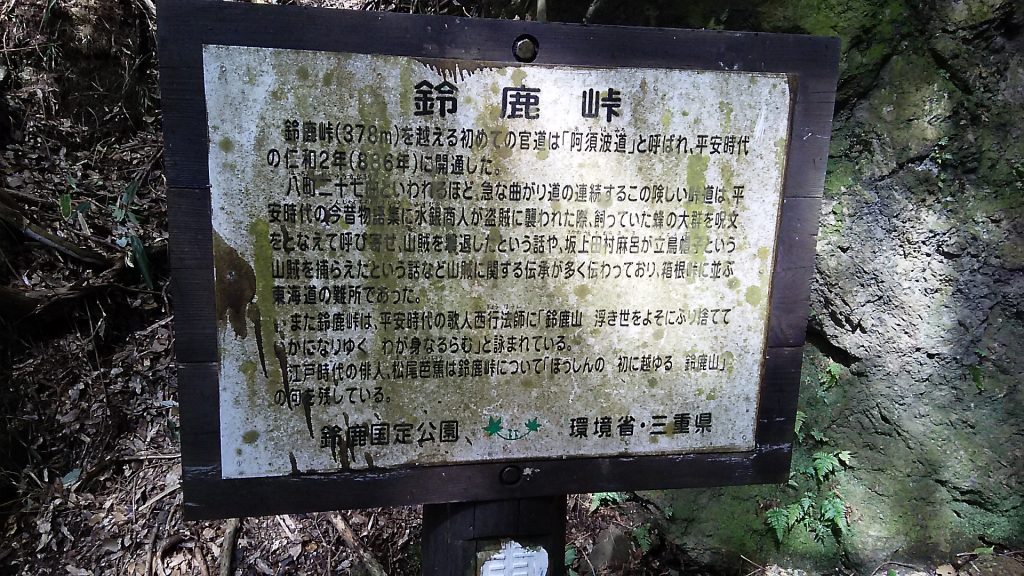 鈴鹿峠
鈴鹿峠(378m)を越える初めての官道は「阿須波道」と呼ばれ、平安時代
の仁和2年(886年)に開通した。
八町二十七曲といわれるほど、急な曲がり道の連続するこの険しい峠道は、平
安時代の今昔物語集に水銀商人が盗賊に襲われた際、飼っていた蜂の大群を呪文
をとなえて呼び寄せ、山賊を撃退したという話や、坂上田村麻呂が立烏帽子という
山賊を捕らえたという話など山賊に関する伝承が多く伝わっており、箱根峠に並ぶ
東海道の難所であった。
また鈴鹿峠は、平安時代の歌人西行法師に「鈴鹿山 浮き世をよそにふり捨てて
いかになりゆく わが身なるらむ」と詠まれている。
江戸時代の俳人、松尾芭蕉は鈴鹿峠について「ほっしんの 初に越ゆる 鈴鹿山」
の句を残している。
鈴鹿国定公園 環境省・三重県